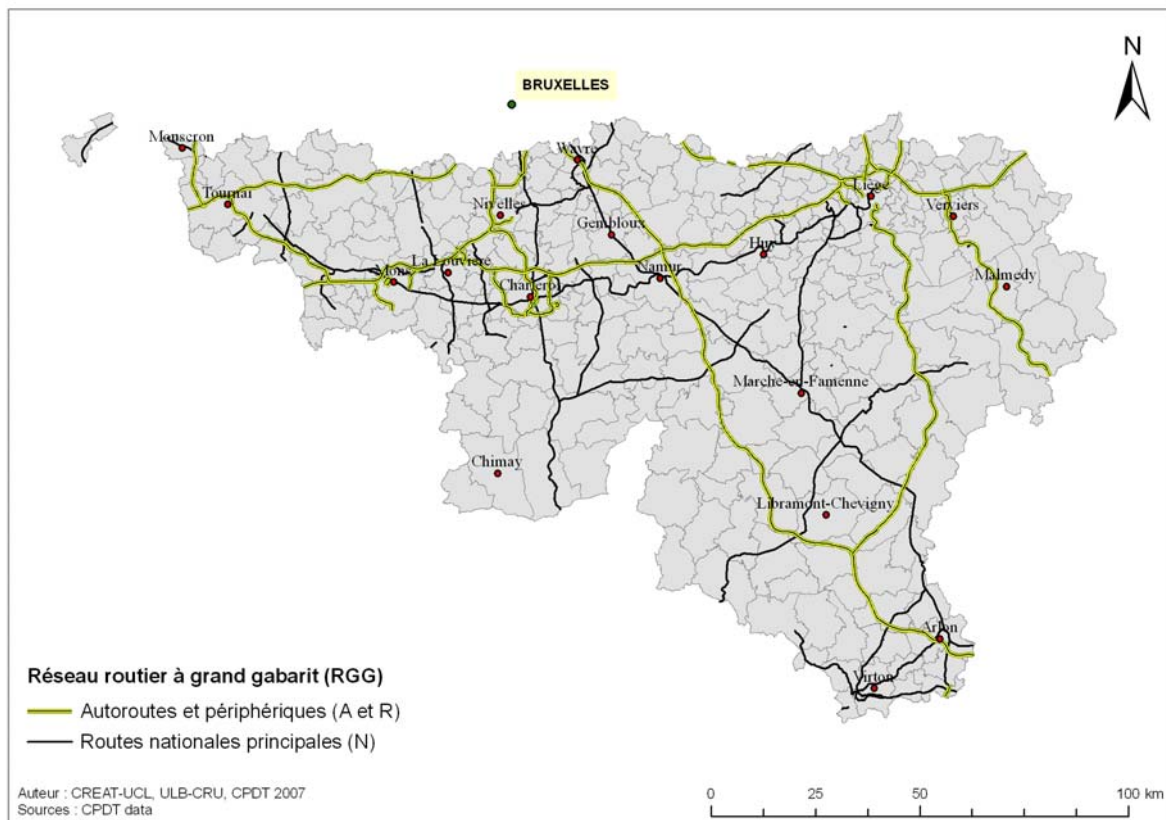 N
BRUXELLES
Mouscron
Wavre
Tournai
Liège
Nivelles
Verviers
Gembloux
Huy
La Louvière
Mons
Namur
Malmedy
Charleroi
Marche-en-Famenne
Chimay
Libramont-Chevigny
Arlon
Virton
Réseau routier à grand gabarit (RGG)
Autoroutes et périphériques (A et R)
Routes nationales principales (N)
Auteur : CREAT-UCL, ULB-CRU, CPDT 2007
Sources : CPDT data
0 25 50 100 km